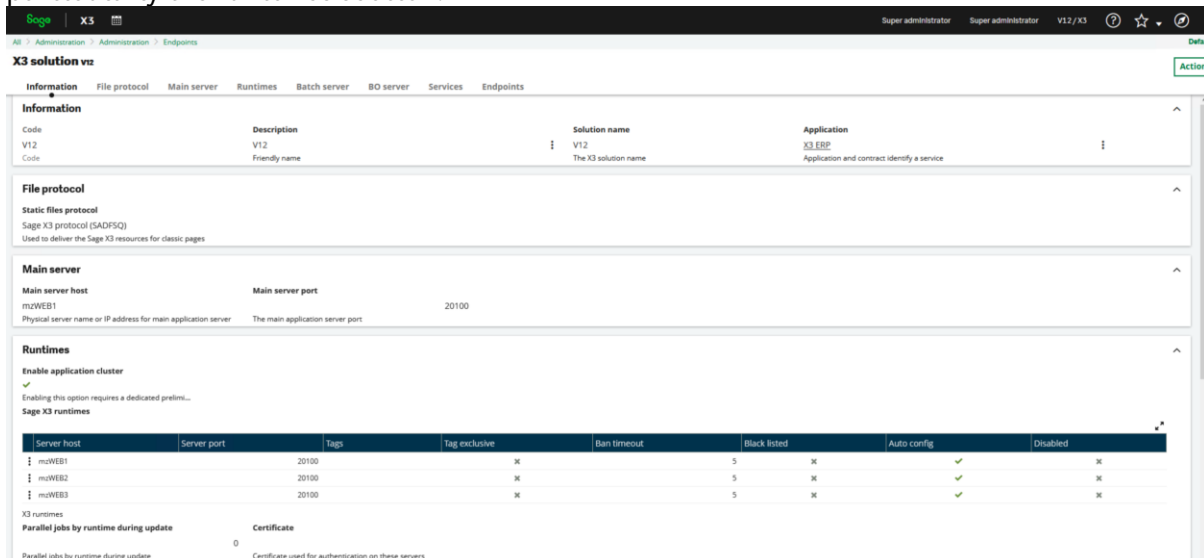 Sage X3 Super administrator Super administrator V12/X3
All > Administration > Administration > Endpoints Defa
X3 solution V12
Action
Information File protocol Main server Runtimes Batch server BO server Services Endpoints
Information
Code Description Solution name Application
V12 V12 V12 X3 ERP
Code Friendly name The X3 solution name Application and contract identify a service
File protocol
Static files protocol
Sage X3 protocol (SADFSQ)
Used to deliver the Sage X3 resources for classic pages
Main server
Main server host Main server port
mzWEB1 20100
Physical server name or IP address for main application server The main application server port
Runtimes
Enable application cluster
Enabling this option requires a dedicated prelimi...
Sage X3 runtimes
Server host Server port Tags Tag exclusive Ban timeout Black listed Auto config Disabled
mzWEB1 20100 5
mzWEB2 20100 5
mzWEB3 20100 5
X3 runtimes
Parallel jobs by runtime during update Certificate
0
Parallel jobs by runtime during update Certificate used for authentication on these servers